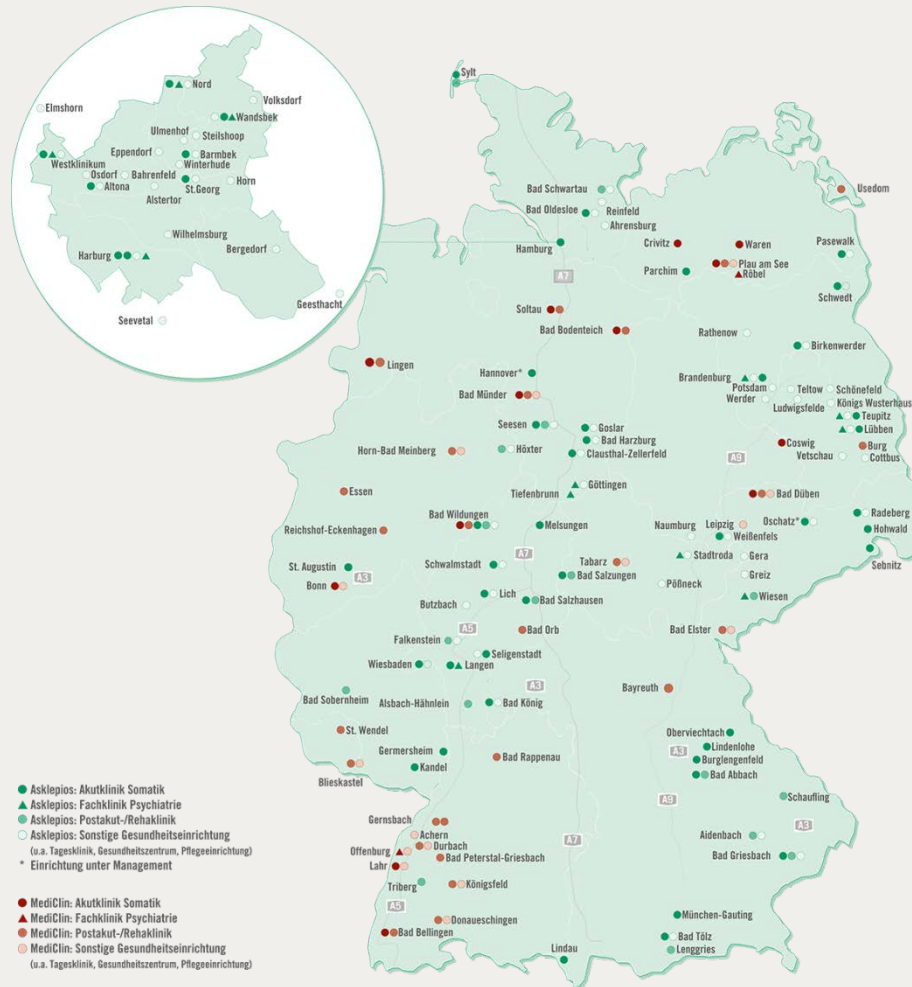 Elmshorn
Nord
Volksdorf
Wandsbek
Ulmenhof
Steilshoop
Eppendorf
Barmbek
Westklinikum
Winterhude
Osdorf
Bahrenfeld
Altona
St.Georg
Horn
Alstertor
Wilhelmsburg
Bergedorf
Harburg
Geesthacht
Seevetal
Sylt
Usedom
Bad Schwartau
Bad Oldesloe
Reinfeld
Ahrensburg
Hamburg
Crivitz
Waren
Pasewalk
Parchim
Plau am See
Röbel
A7
Schwedt
Soltau
Bad Bodenteich
Rathenow
Birkenwerder
Lingen
Hannover*
Brandenburg
Potsdam
Teltow
Schönefeld
Werder
Ludwigsfelde
Königs Wusterhausen
Bad Münder
Teupitz
Lübben
Seesen
Goslar
Bad Harzburg
Clausthal-Zellerfeld
Coswig
Burg
Horn-Bad Meinberg
Höxter
A9
Vetschau
Cottbus
Göttingen
Tiefenbrunn
Essen
Bad Düben
Reichshof-Eckenhagen
Bad Wildungen
Melsungen
Naumburg
Leipzig
Oschatz*
Radeberg
Weißenfels
Hohwald
Sebnitz
Stadtroda
Gera
A7
Schwalmstadt
Tabarz
St. Augustin
A3
Bad Salzungen
Greiz
Bonn
Pößneck
Lich
Butzbach
Bad Salzhausen
Wiesen
A5
Bad Orb
Bad Elster
Falkenstein
Seligenstadt
Wiesbaden
Langen
A3
Bayreuth
Bad Sobernheim
Alsbach-Hähnlein
Bad König
St. Wendel
Oberviechtach
Germersheim
A3
Lindenlohe
Burglengenfeld
Bad Rappenau
Blieskastel
Kandel
Bad Abbach
A9
Schaufling
Gernsbach
A3
Achern
Durbach
Aidenbach
Offenburg
Bad Peterstal-Griesbach
A7
Bad Griesbach
Lahr
Triberg
Königsfeld
A5
Donaueschingen
München-Gauting
Bad Bellingen
Bad Tölz
Lenggries
Lindau
Asklepios: Akutklinik Somatik
Asklepios: Fachklinik Psychiatrie
Asklepios: Postakut-/Rehaklinik
Asklepios: Sonstige Gesundheitseinrichtung
(u.a. Tagesklinik, Gesundheitszentrum, Pflegeeinrichtung)
* Einrichtung unter Management
MediClin: Akutklinik Somatik
MediClin: Fachklinik Psychiatrie
MediClin: Postakut-/Rehaklinik
MediClin: Sonstige Gesundheitseinrichtung
(u.a. Tagesklinik, Gesundheitszentrum, Pflegeeinrichtung)